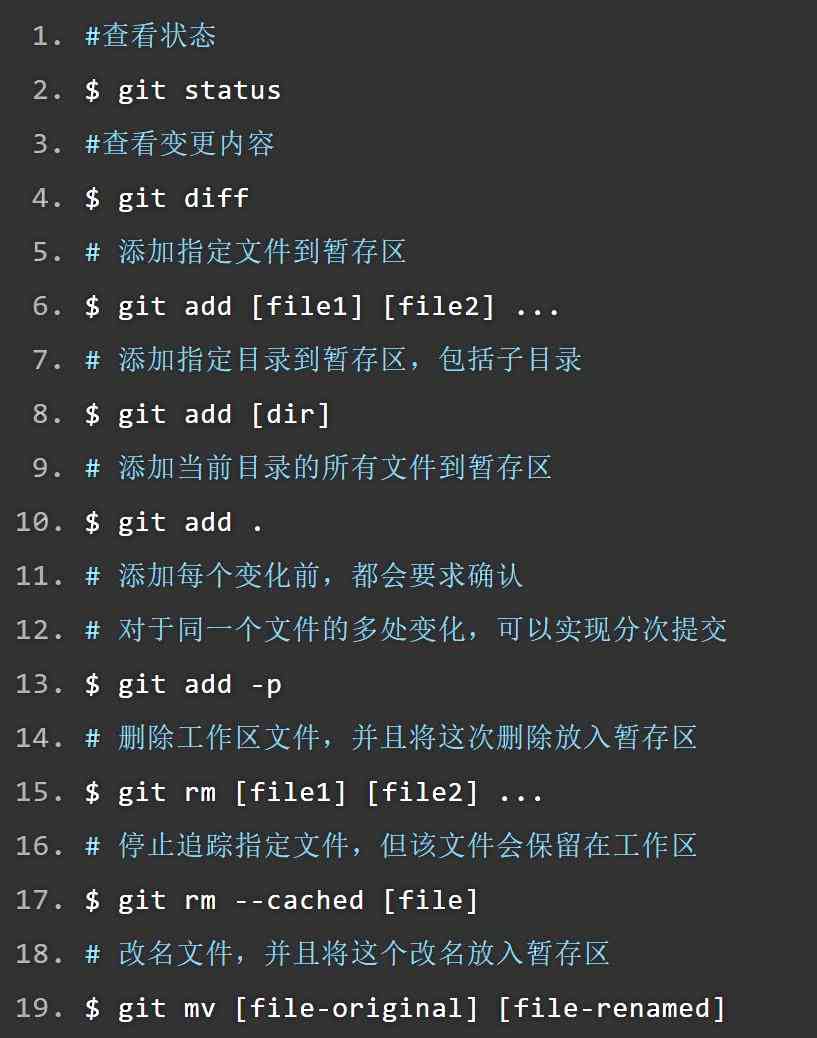 1. #查看状态
2. $ git status
3. #查看变更内容
4. $ git diff
5. # 添加指定文件到暂存区
6. $ git add [file1] [file2] ...
7. # 添加指定目录到暂存区，包括子目录
8. $ git add [dir]
9. # 添加当前目录的所有文件到暂存区
10. $ git add .
11. # 添加每个变化前，都会要求确认
12. # 对于同一个文件的多处变化，可以实现分次提交
13. $ git add -p
14. # 删除工作区文件，并且将这次删除放入暂存区
15. $ git rm [file1] [file2] ...
16. # 停止追踪指定文件，但该文件会保留在工作区
17. $ git rm --cached [file]
18. # 改名文件，并且将这个改名放入暂存区
19. $ git mv [file-original] [file-renamed]